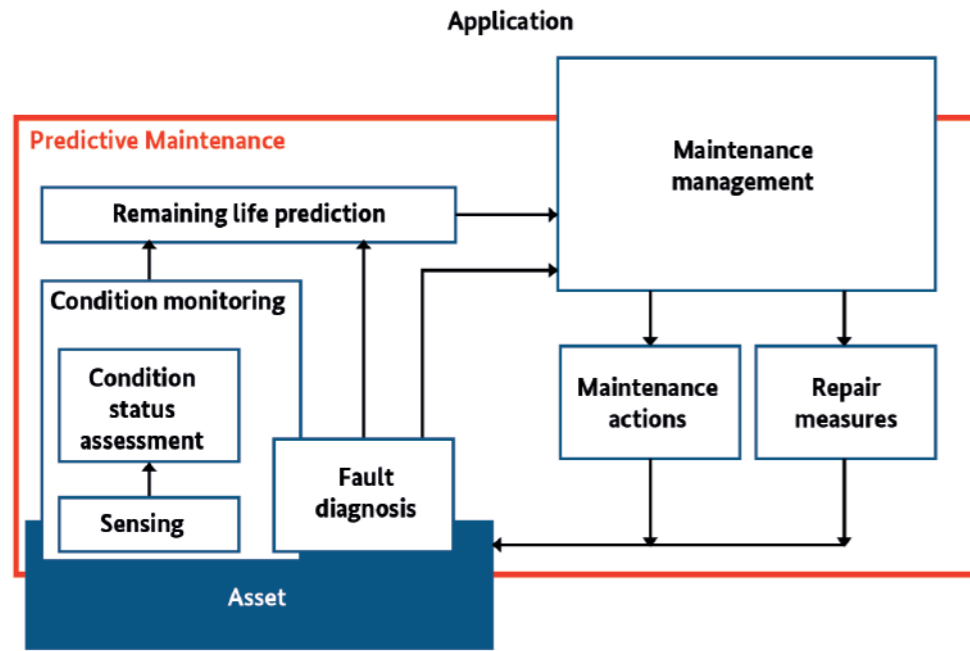 Application
Predictive Maintenance
Maintenance
management
Remaining life prediction
Condition monitoring
Condition
status
assessment
Sensing
Fault
diagnosis
Maintenance
actions
Repair
measures
Asset